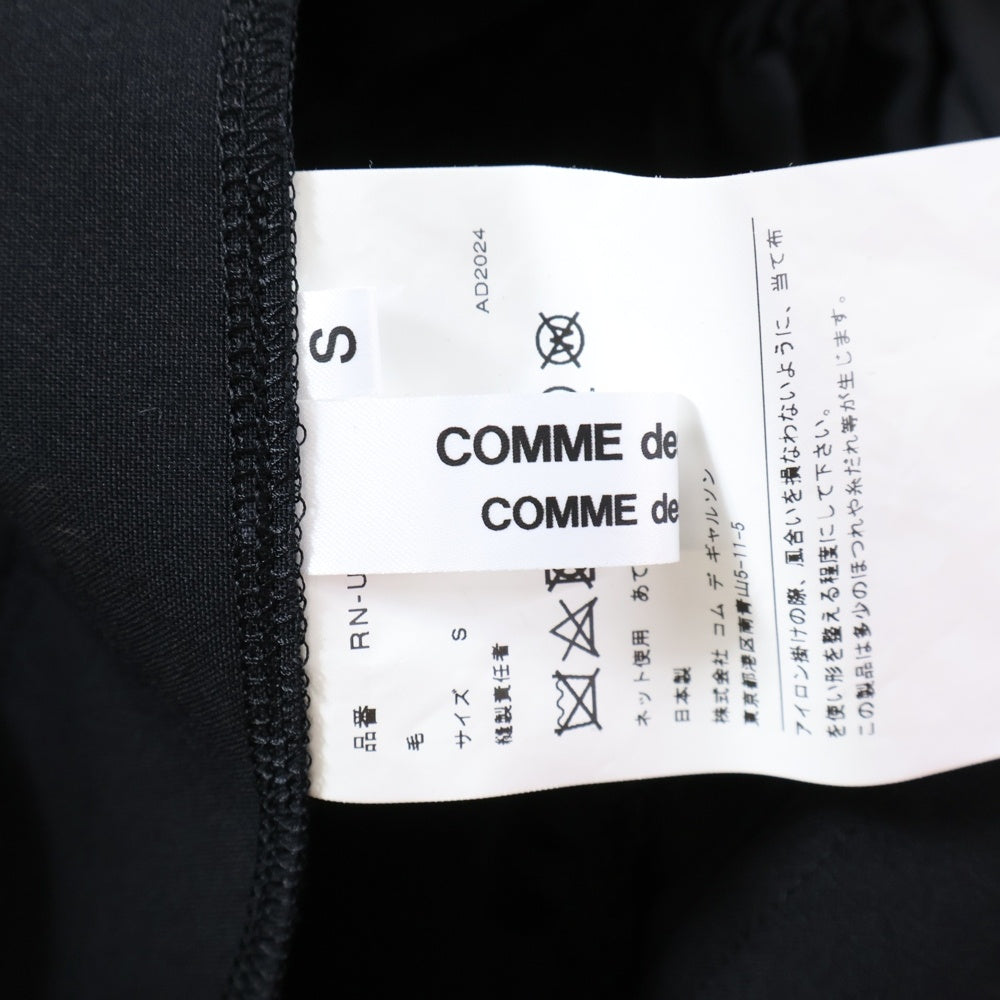 S
COMME de
COMME de
AD2024
品番 RN-U
毛
サイズ S
縫製責任者
ネット使用 あて
日本製
株式会社 コム デ ギャルソン
東京都港区南青山5-11-5
アイロン掛けの際、風合いを損なわないように、当て布
を使い形を整える程度にして下さい。
この製品は多少のほつれや糸だれ等が生じます。